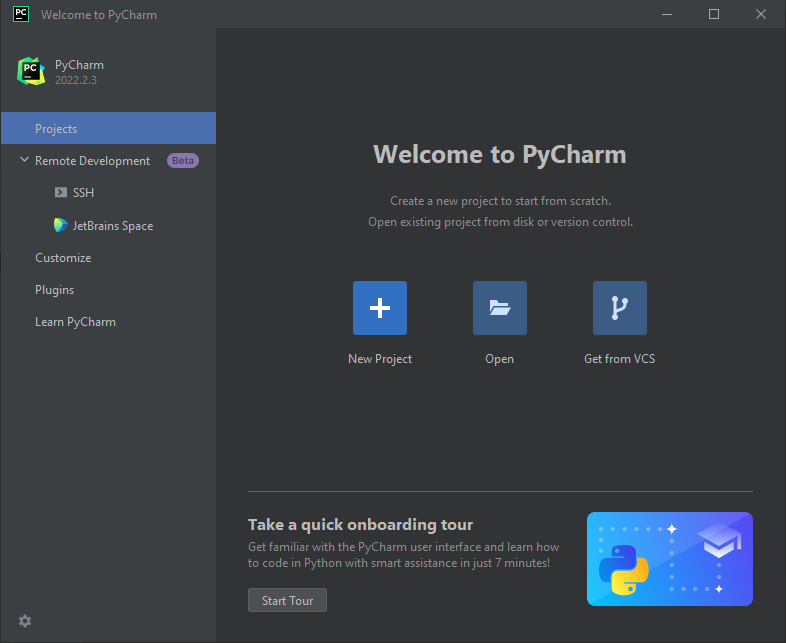 PC Welcome to PyCharm
PC
PyCharm
2022.2.3
Projects
Remote Development Beta
SSH
JetBrains Space
Customize
Plugins
Learn PyCharm
Welcome to PyCharm
Create a new project to start from scratch.
Open existing project from disk or version control.
New Project
Open
Get from VCS
Take a quick onboarding tour
Get familiar with the PyCharm user interface and learn how
to code in Python with smart assistance in just 7 minutes!
Start Tour